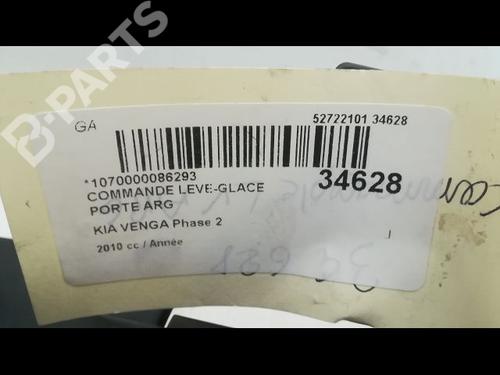 B-PARTS
GA
52722101 34628
*1070000086293
34628
COMMANDE LEVE-GLACE
PORTE ARG
KIA VENGA Phase 2
2010 cc / Année